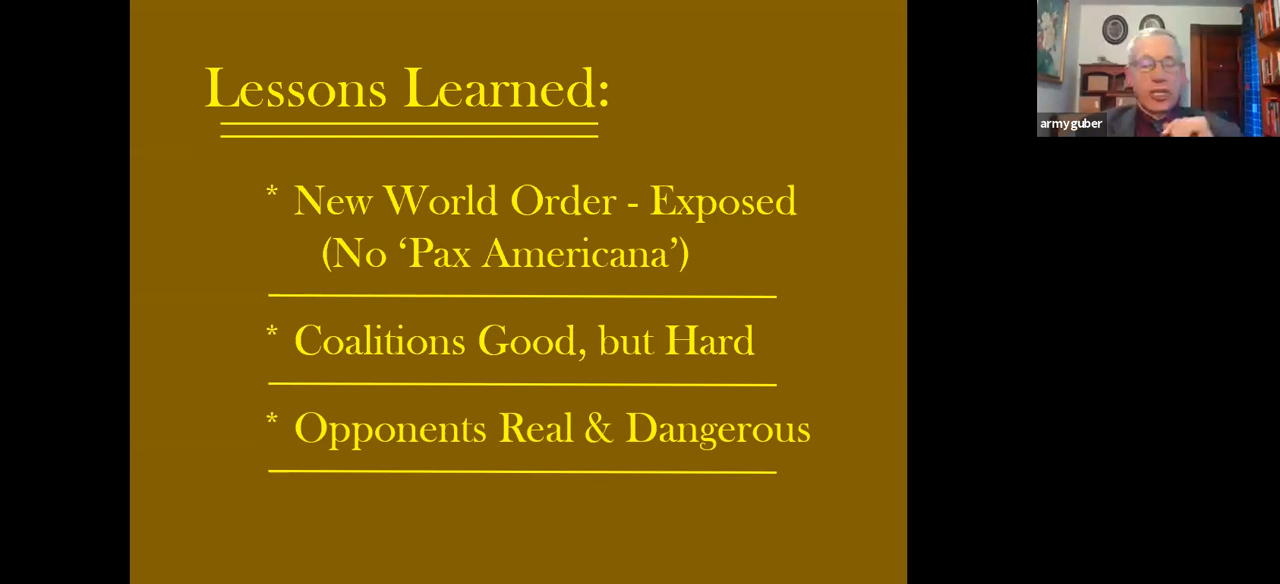 Lessons Learned:
* New World Order - Exposed
(No ‘Pax Americana’)
* Coalitions Good, but Hard
* Opponents Real & Dangerous
armyguber